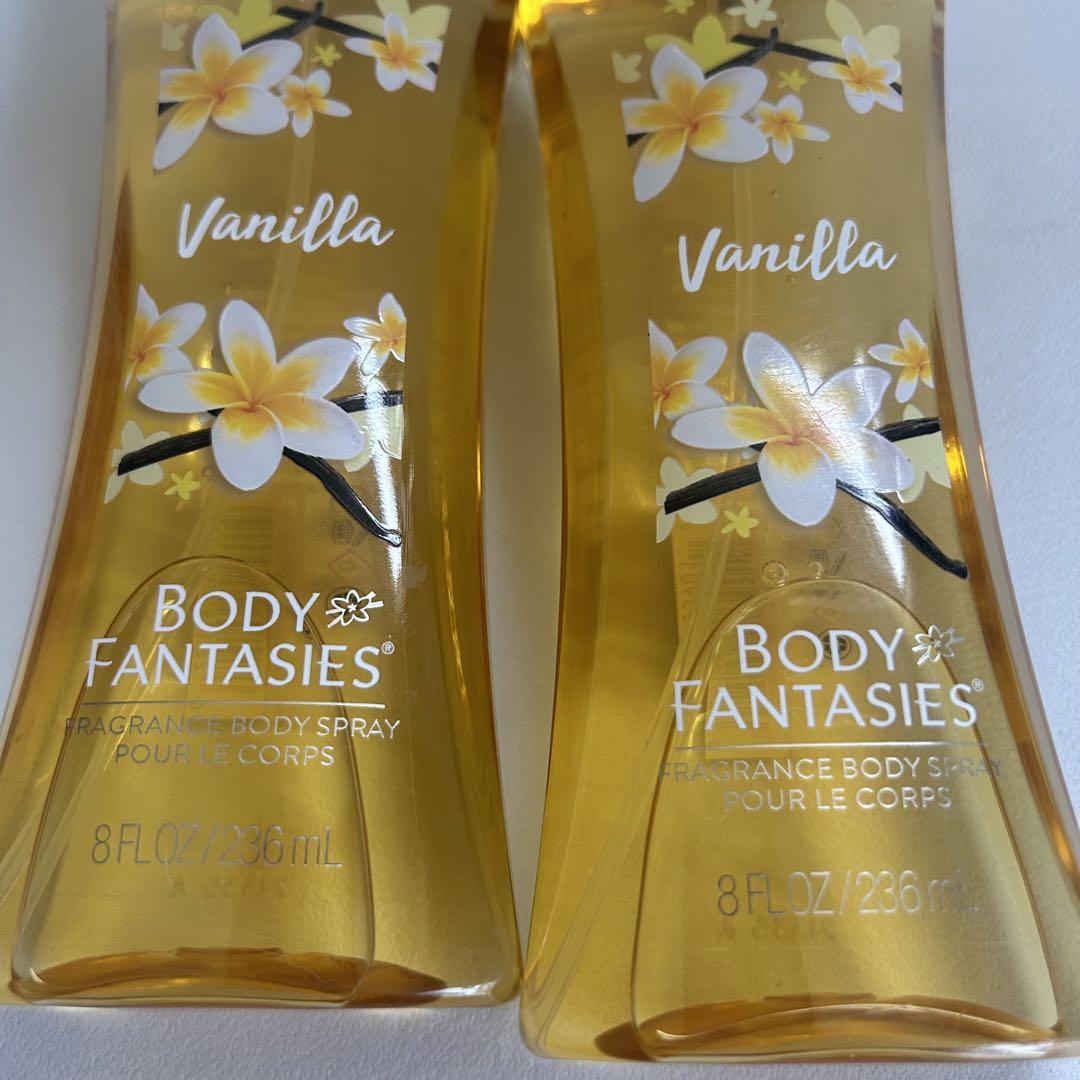 Vanilla
BODY
FANTASIES®
FRAGRANCE BODY SPRAY
POUR LE CORPS
8 FL OZ/236 mL
Vanilla
BODY
FANTASIES®
FRAGRANCE BODY SPRAY
POUR LE CORPS
8 FL OZ/236 mL